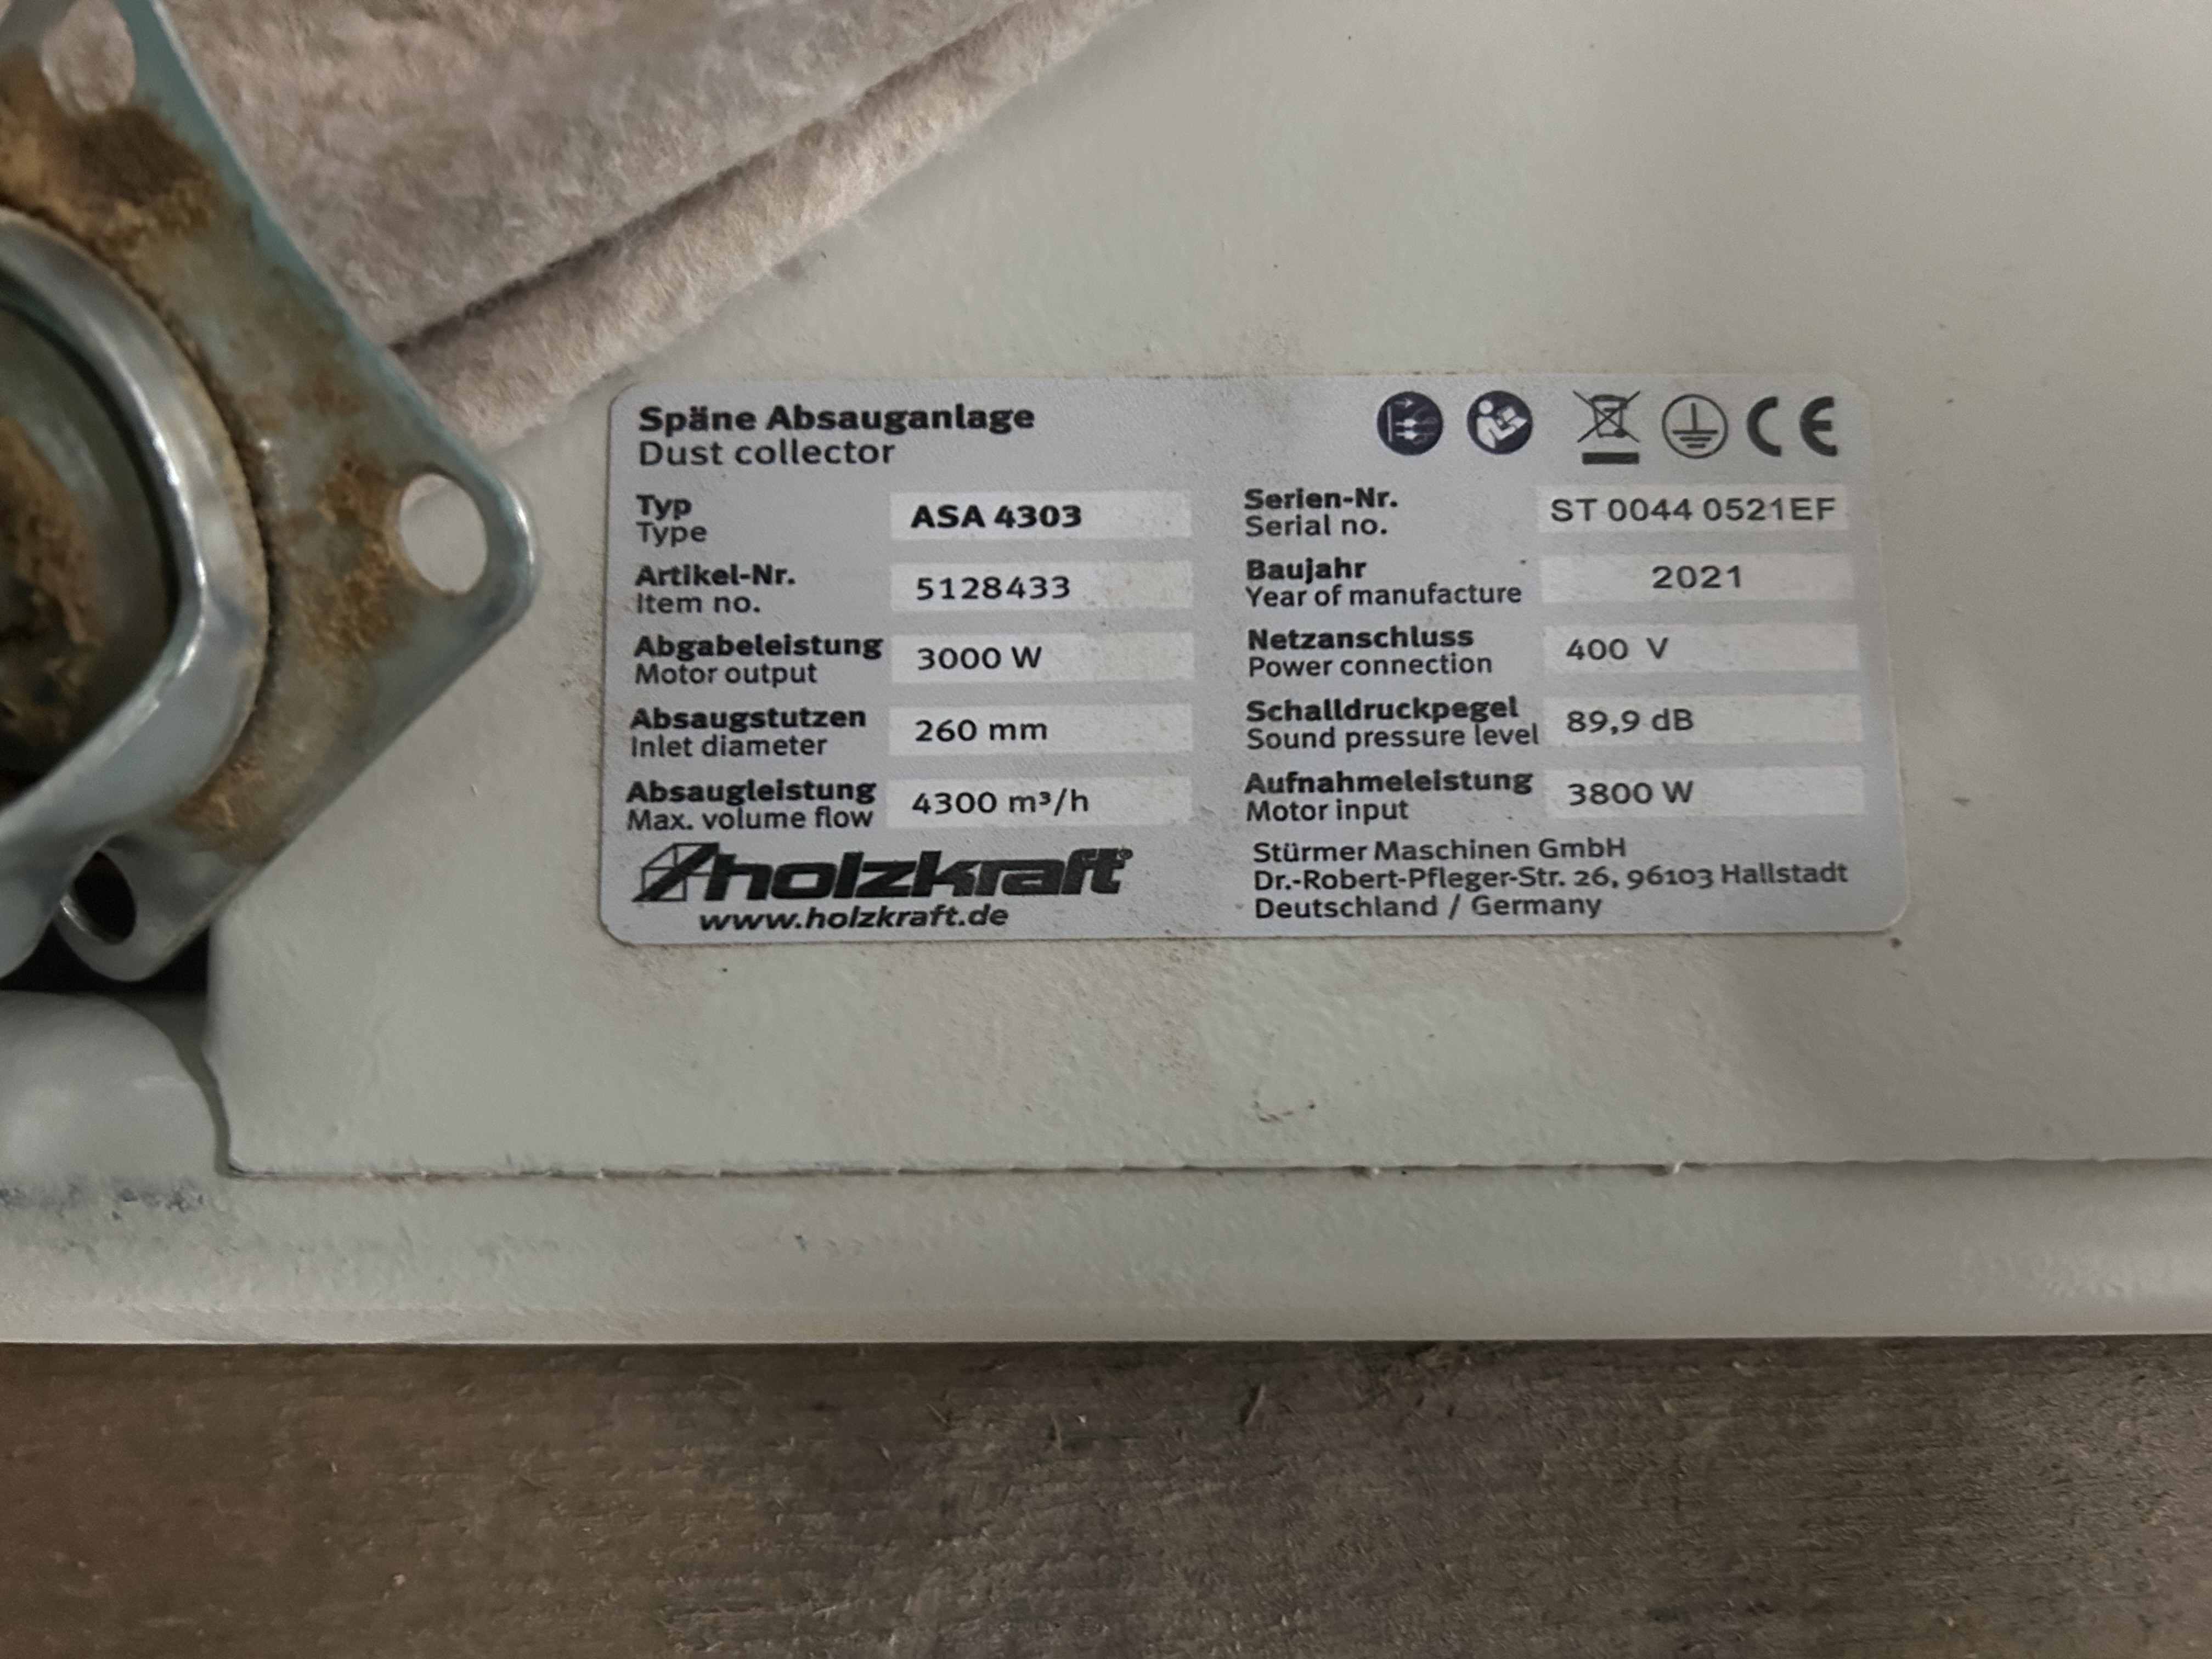 Späne Absauganlage
Dust collector
CE
Typ
Type
ASA 4303
Artikel-Nr.
Item no.
5128433
Abgabeleistung
Motor output
3000 W
Absaugstutzen
Inlet diameter
260 mm
Absaugleistung
Max. volume flow
4300 m³/h
holzkraft®
www.holzkraft.de
Serien-Nr.
Serial no.
ST 0044 0521EF
Baujahr
Year of manufacture
2021
Netzanschluss
Power connection
400 V
Schalldruckpegel
Sound pressure level
89,9 dB
Aufnahmeleistung
Motor input
3800 W
Stürmer Maschinen GmbH
Dr.-Robert-Pfleger-Str. 26, 96103 Hallstadt
Deutschland / Germany